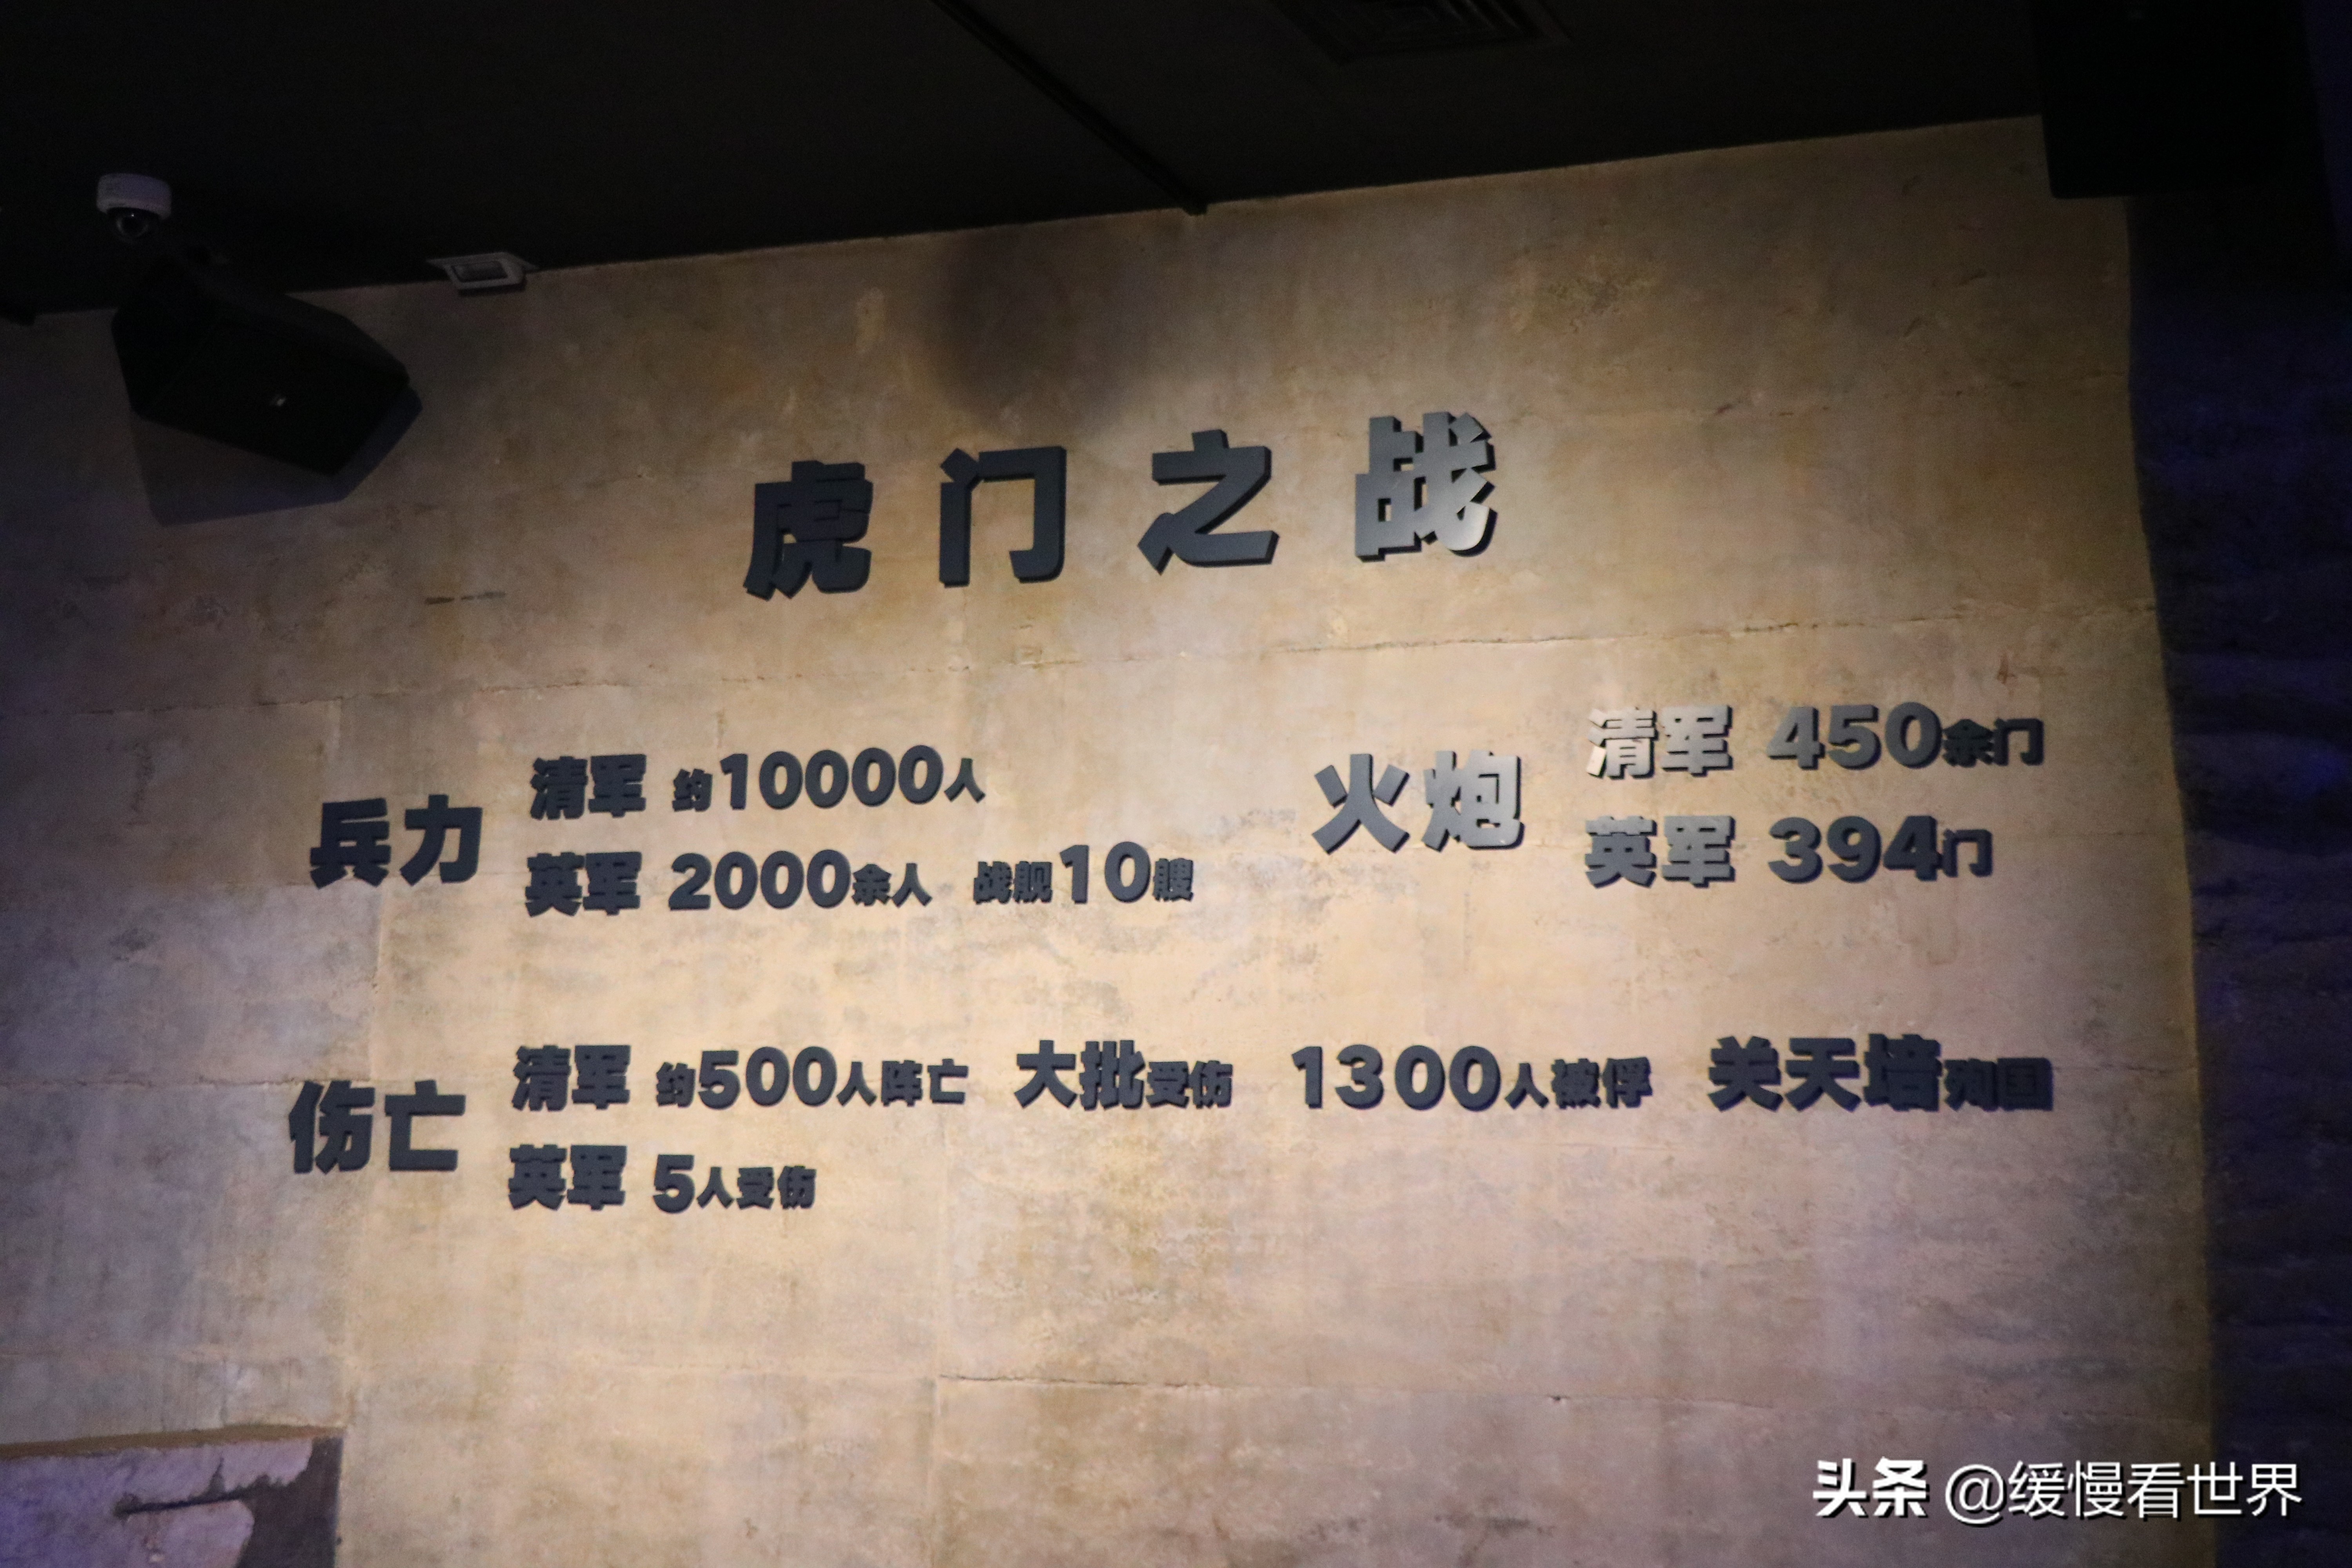 虎门之战
兵力
清军 约10000人
英军 2000余人 战舰10艘
火炮
清军 450余门
英军 394门
伤亡
清军 约500人阵亡 大批受伤 1300人被俘 关天培殉国
英军 5人受伤
头条 @缓慢看世界